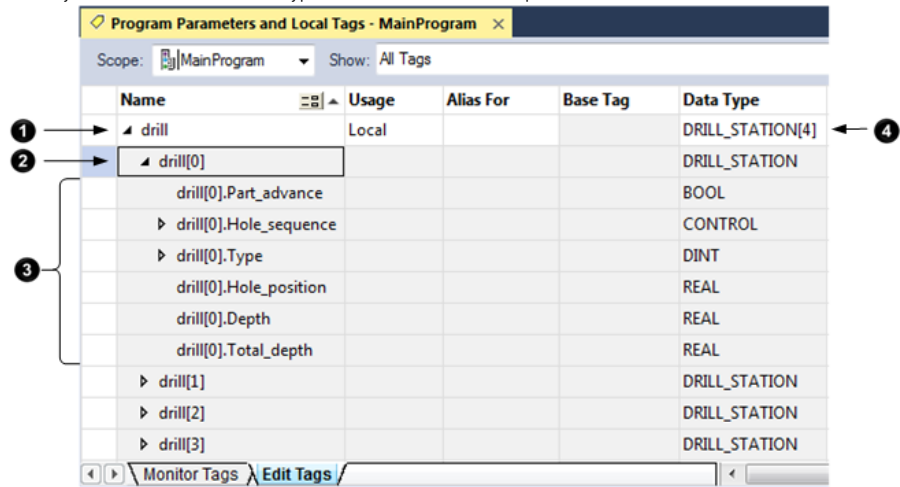 Program Parameters and Local Tags - MainProgram ×
Scope: MainProgram Show: All Tags
Name Usage Alias For Base Tag Data Type
1 drill Local DRILL_STATION[4] 4
2 drill[0] DRILL_STATION
drill[0].Part_advance BOOL
drill[0].Hole_sequence CONTROL
3 drill[0].Type DINT
drill[0].Hole_position REAL
drill[0].Depth REAL
drill[0].Total_depth REAL
drill[1] DRILL_STATION
drill[2] DRILL_STATION
drill[3] DRILL_STATION
Monitor Tags Edit Tags